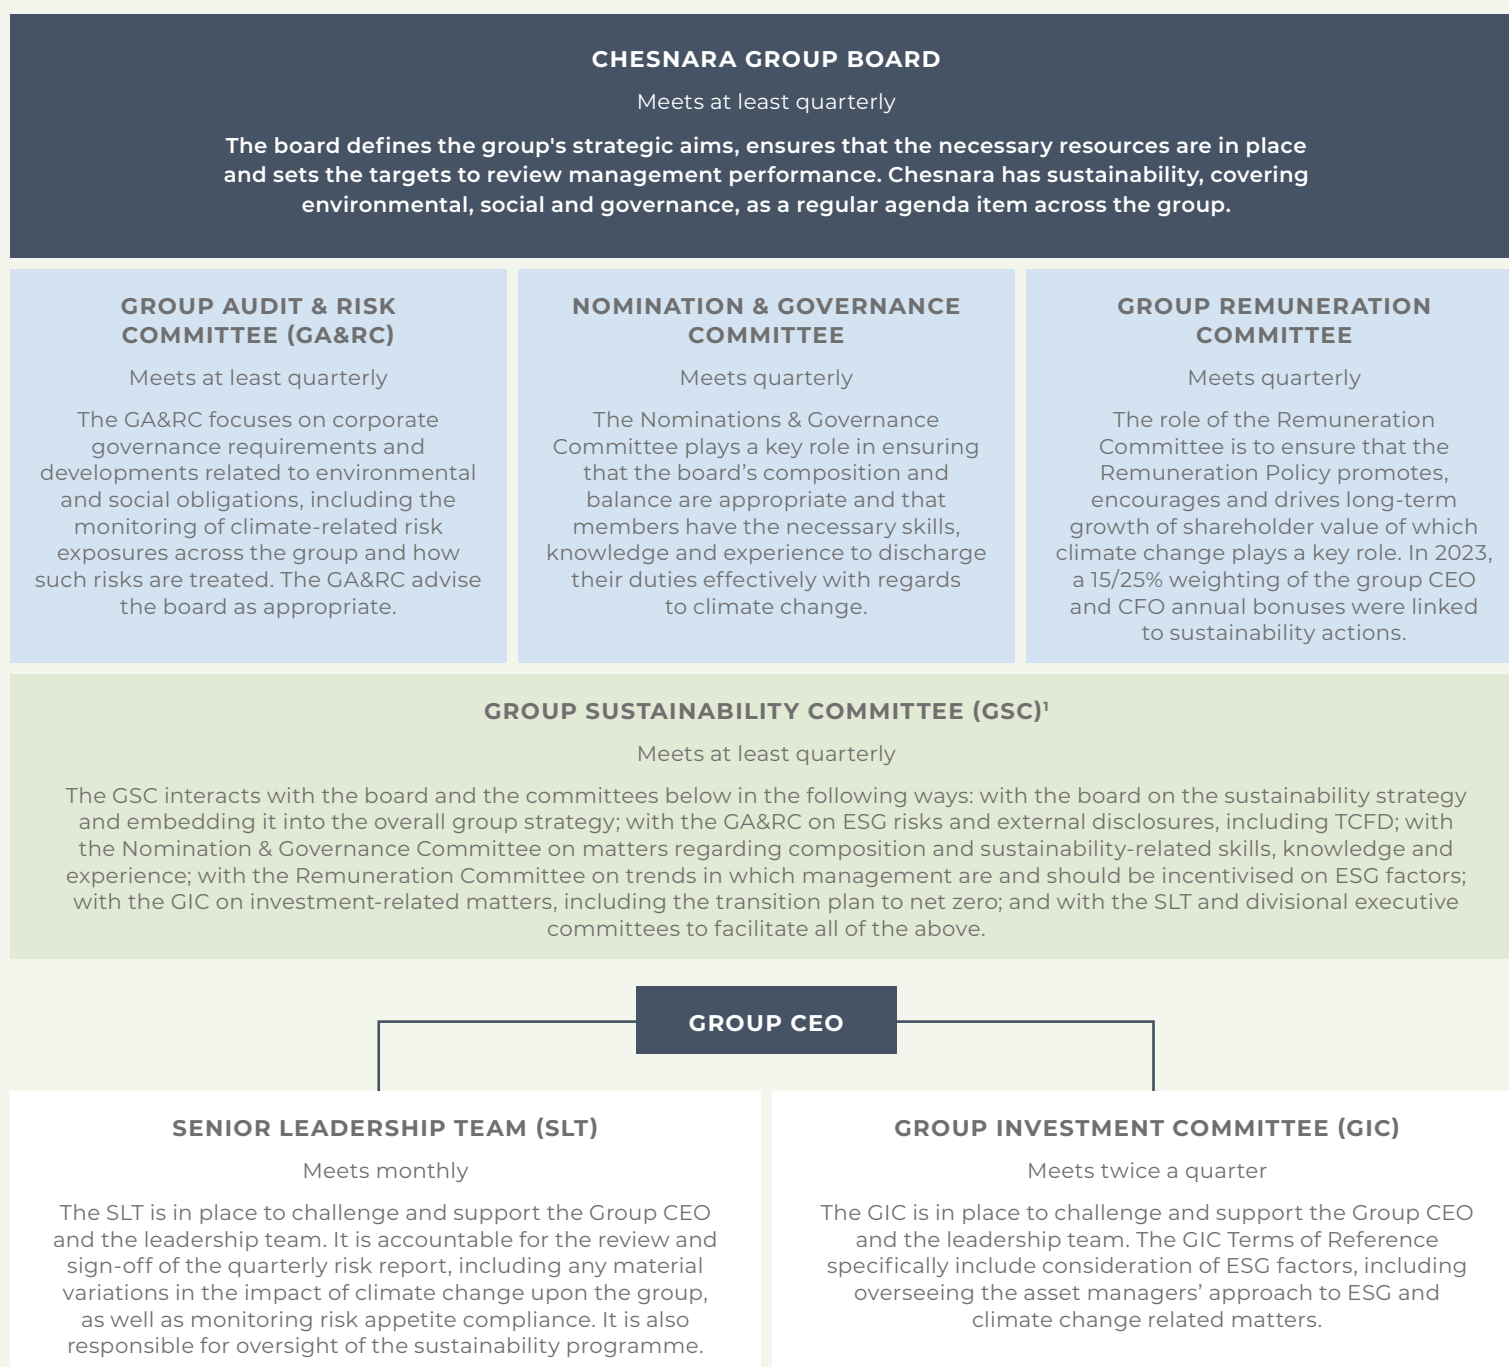 CHESNARA GROUP BOARD
Meets at least quarterly
The board defines the group's strategic aims, ensures that the necessary resources are in place
and sets the targets to review management performance. Chesnara has sustainability, covering
environmental, social and governance, as a regular agenda item across the group.
GROUP AUDIT & RISK
COMMITTEE (GA&RC)
Meets at least quarterly
The GA&RC focuses on corporate
governance requirements and
developments related to environmental
and social obligations, including the
monitoring of climate-related risk
exposures across the group and how
such risks are treated. The GA&RC advise
the board as appropriate.
NOMINATION & GOVERNANCE
COMMITTEE
Meets quarterly
The Nominations & Governance
Committee plays a key role in ensuring
that the board’s composition and
balance are appropriate and that
members have the necessary skills,
knowledge and experience to discharge
their duties effectively with regards
to climate change.
GROUP REMUNERATION
COMMITTEE
Meets quarterly
The role of the Remuneration
Committee is to ensure that the
Remuneration Policy promotes,
encourages and drives long-term
growth of shareholder value of which
climate change plays a key role. In 2023,
a 15/25% weighting of the group CEO
and CFO annual bonuses were linked
to sustainability actions.
GROUP SUSTAINABILITY COMMITTEE (GSC)¹
Meets at least quarterly
The GSC interacts with the board and the committees below in the following ways: with the board on the sustainability strategy
and embedding it into the overall group strategy; with the GA&RC on ESG risks and external disclosures, including TCFD; with
the Nomination & Governance Committee on matters regarding composition and sustainability-related skills, knowledge and
experience; with the Remuneration Committee on trends in which management are and should be incentivised on ESG factors;
with the GIC on investment-related matters, including the transition plan to net zero; and with the SLT and divisional executive
committees to facilitate all of the above.
GROUP CEO
SENIOR LEADERSHIP TEAM (SLT)
Meets monthly
The SLT is in place to challenge and support the Group CEO
and the leadership team. It is accountable for the review and
sign-off of the quarterly risk report, including any material
variations in the impact of climate change upon the group,
as well as monitoring risk appetite compliance. It is also
responsible for oversight of the sustainability programme.
GROUP INVESTMENT COMMITTEE (GIC)
Meets twice a quarter
The GIC is in place to challenge and support the Group CEO
and the leadership team. The GIC Terms of Reference
specifically include consideration of ESG factors, including
overseeing the asset managers’ approach to ESG and
climate change related matters.